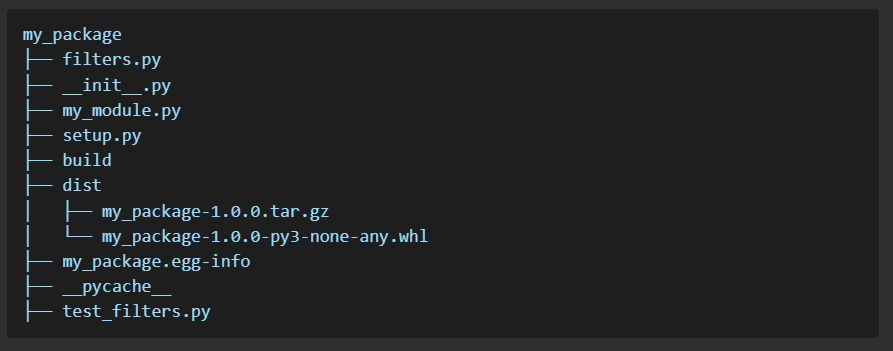 my_package
├── filters.py
├── __init__.py
├── my_module.py
├── setup.py
├── build
├── dist
│   ├── my_package-1.0.0.tar.gz
│   └── my_package-1.0.0-py3-none-any.whl
├── my_package.egg-info
├── __pycache__
├── test_filters.py